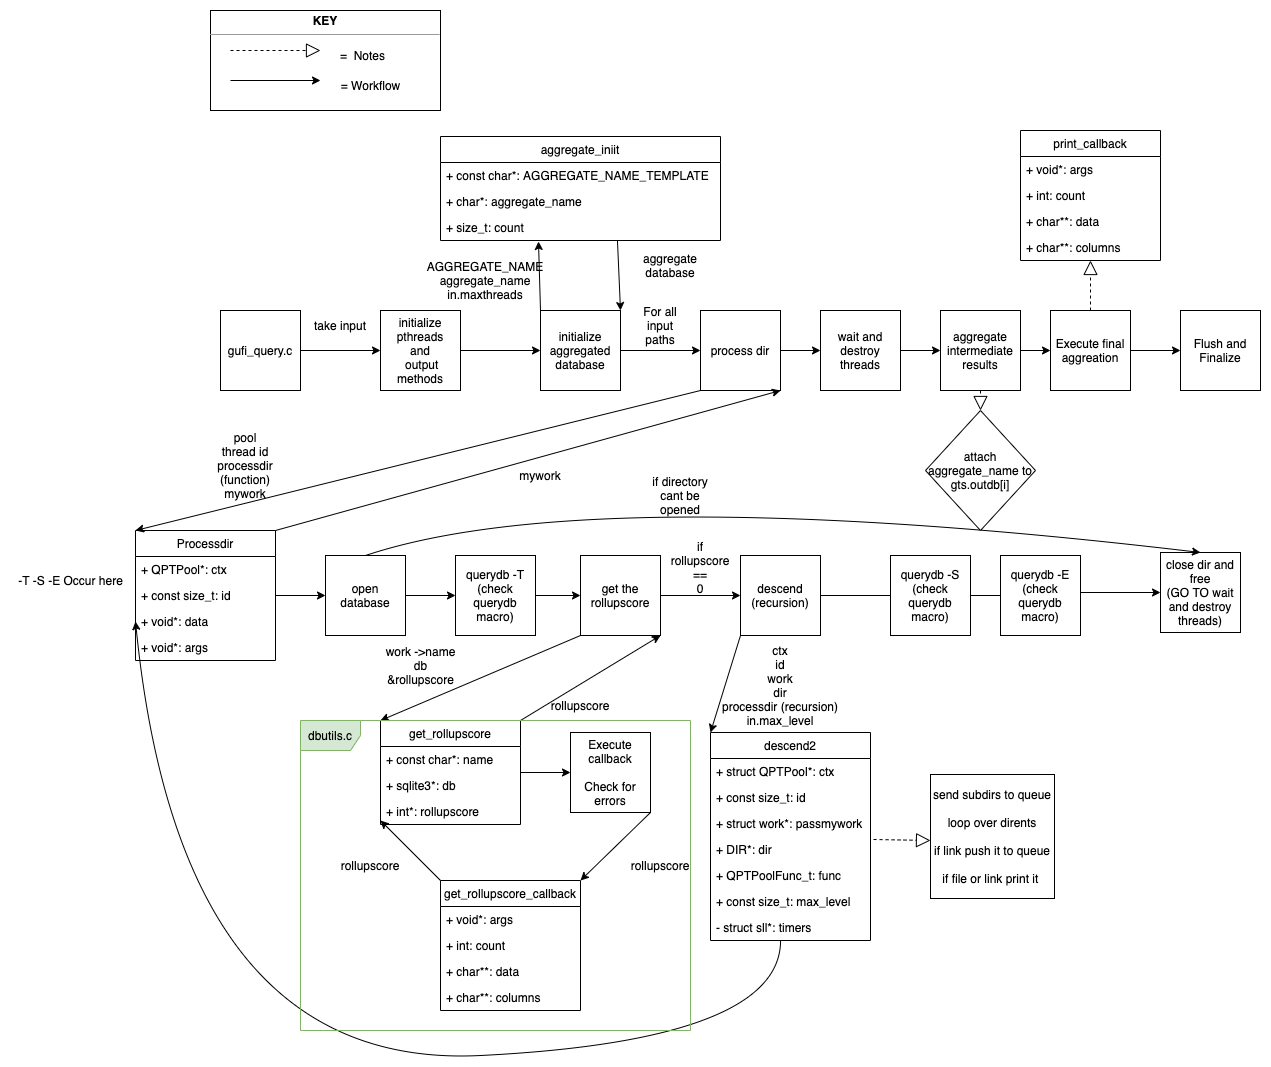 KEY
= Notes
= Workflow
aggregate_iniit
+ const char*: AGGREGATE_NAME_TEMPLATE
+ char*: aggregate_name
+ size_t: count
print_callback
+ void*: args
+ int: count
+ char**: data
+ char**: columns
AGGREGATE_NAME
aggregate_name
in.maxthreads
aggregate
database
gufi_query.c
take input
initialize
pthreads
and
output
methods
initialize
aggregated
database
For all
input
paths
process dir
wait and
destroy
threads
aggregate
intermediate
results
Execute final
aggreation
Flush and
Finalize
pool
thread id
processdir
(function)
mywork
mywork
attach
aggregate_name to
gts.outdb[i]
if directory
cant be
opened
-T -S -E Occur here
Processdir
+ QPTPool*: ctx
+ const size_t: id
+ void*: data
+ void*: args
open
database
querydb -T
(check
querydb
macro)
get the
rollupscore
if
rollupscore
==
0
descend
(recursion)
querydb -S
(check
querydb
macro)
querydb -E
(check
querydb
macro)
close dir and
free
(GO TO wait
and destroy
threads)
work ->name
db
&rollupscore
rollupscore
ctx
id
work
dir
processdir (recursion)
in.max_level
dbutils.c
get_rollupscore
+ const char*: name
+ sqlite3*: db
+ int*: rollupscore
Execute
callback
Check for
errors
rollupscore
rollupscore
get_rollupscore_callback
+ void*: args
+ int: count
+ char**: data
+ char**: columns
descend2
+ struct QPTPool*: ctx
+ const size_t: id
+ struct work*: passmywork
+ DIR*: dir
+ QPTPoolFunc_t: func
+ const size_t: max_level
- struct sll*: timers
send subdirs to queue
loop over dirents
if link push it to queue
if file or link print it